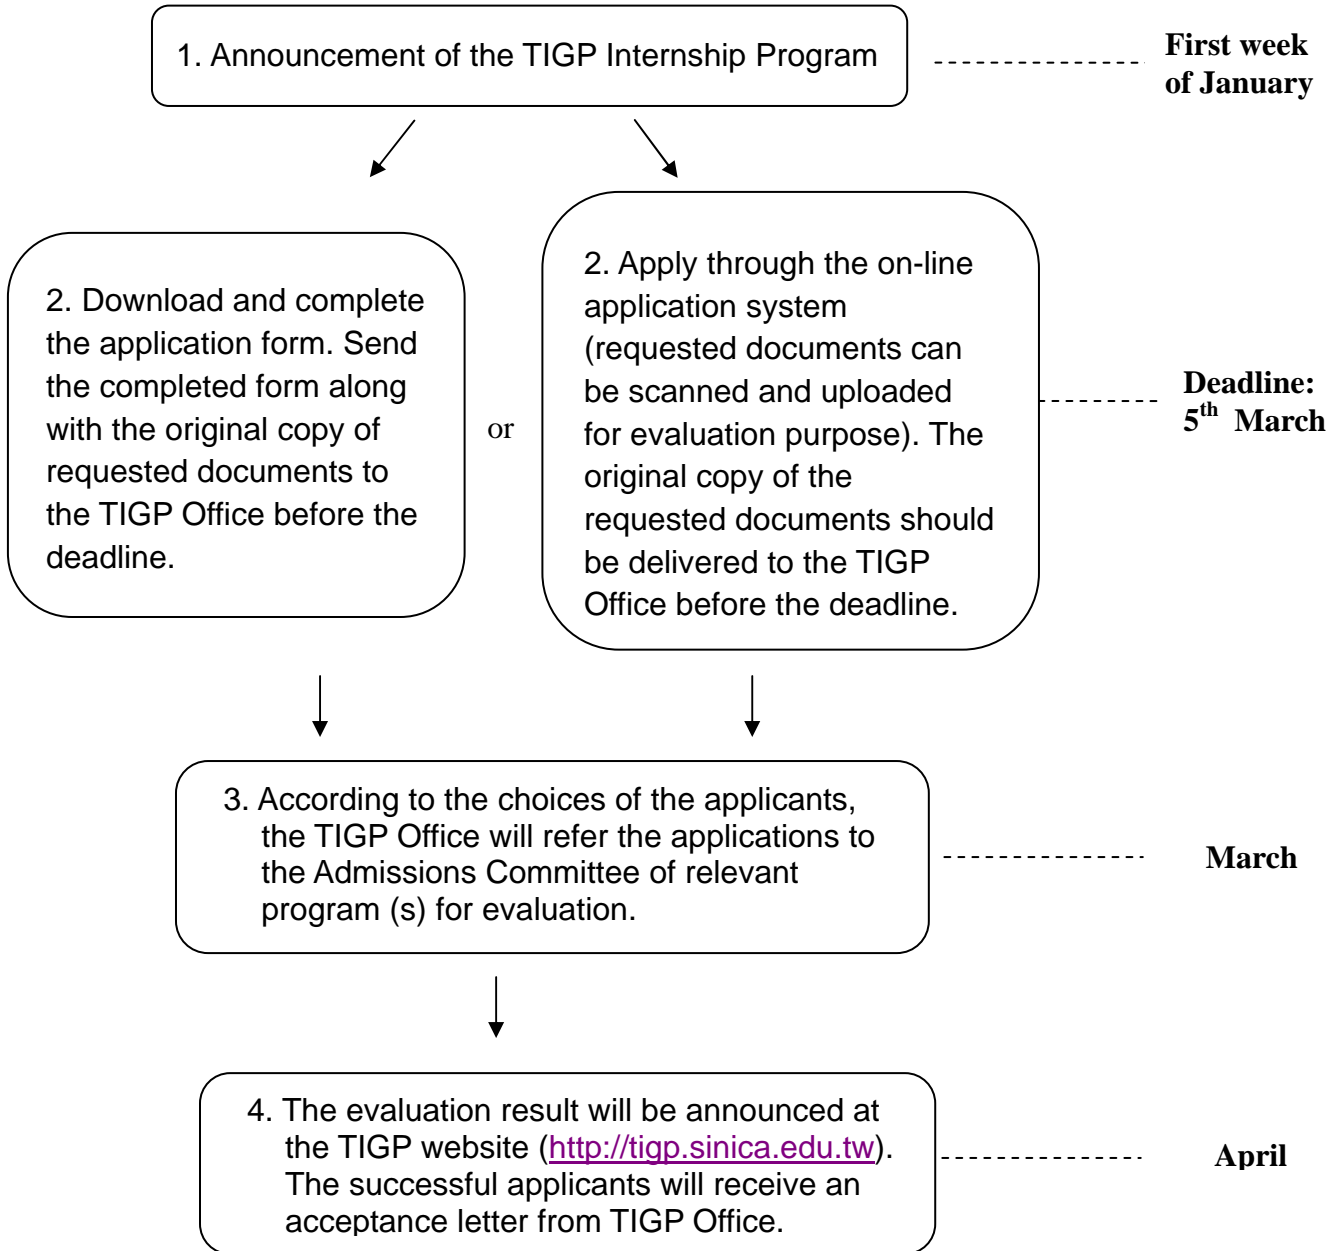 1. Announcement of the TIGP Internship Program
First week
of January
2. Download and complete
the application form. Send
the completed form along
with the original copy of
requested documents to
the TIGP Office before the
deadline.
or
2. Apply through the on-line
application system
(requested documents can
be scanned and uploaded
for evaluation purpose). The
original copy of the
requested documents should
be delivered to the TIGP
Office before the deadline.
Deadline:
5th March
3. According to the choices of the applicants,
the TIGP Office will refer the applications to
the Admissions Committee of relevant
program (s) for evaluation.
March
4. The evaluation result will be announced at
the TIGP website (http://tigp.sinica.edu.tw).
The successful applicants will receive an
acceptance letter from TIGP Office.
April